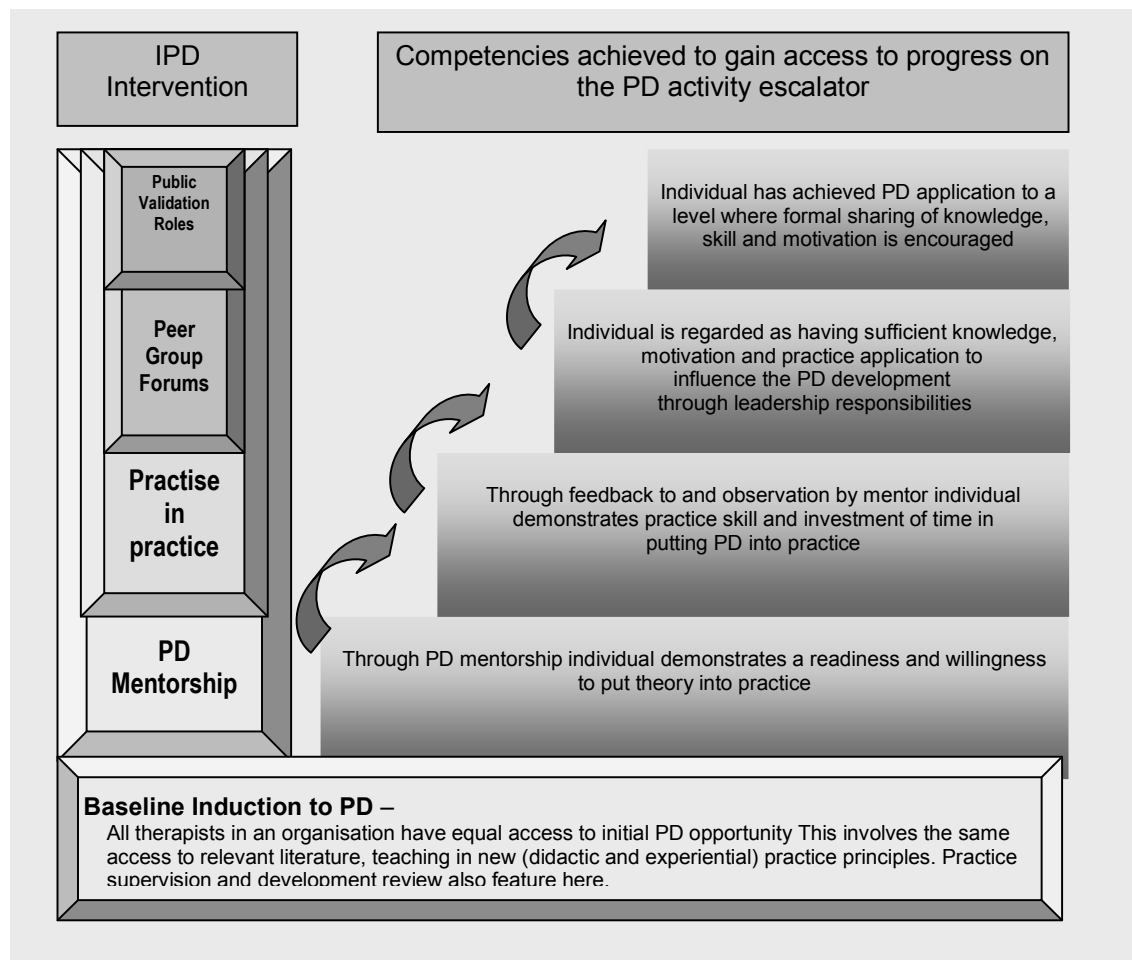 IPD
Intervention
Competencies achieved to gain access to progress on
the PD activity escalator
Public
Validation
Roles
Individual has achieved PD application to a
level where formal sharing of knowledge,
skill and motivation is encouraged
Peer
Group
Forums
Individual is regarded as having sufficient knowledge,
motivation and practice application to
influence the PD development
through leadership responsibilities
Practise
in
practice
Through feedback to and observation by mentor individual
demonstrates practice skill and investment of time in
putting PD into practice
PD
Mentorship
Through PD mentorship individual demonstrates a readiness and willingness
to put theory into practice
Baseline Induction to PD –
All therapists in an organisation have equal access to initial PD opportunity This involves the same
access to relevant literature, teaching in new (didactic and experiential) practice principles. Practice
supervision and development review also feature here.